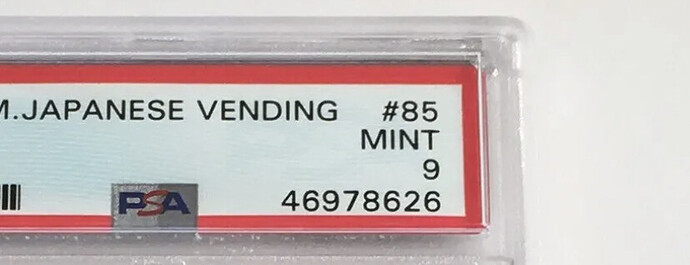 M.JAPANESE VENDING #85
MINT
9
PSA 46978626